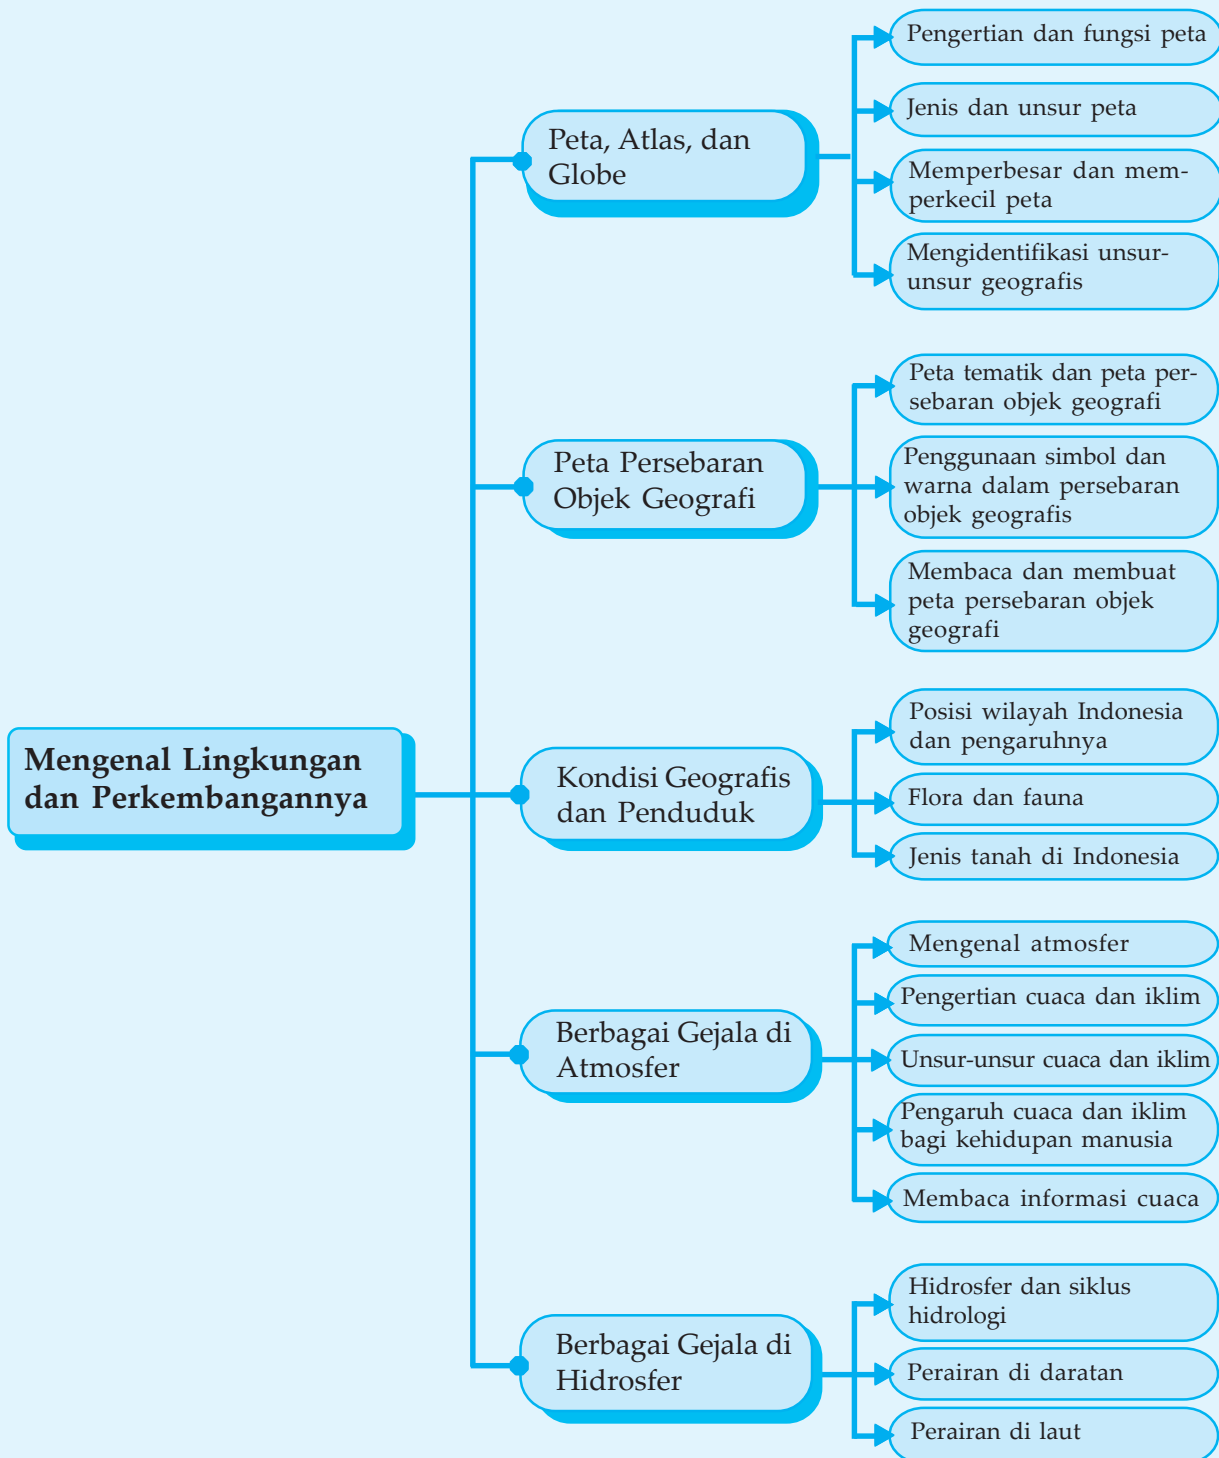 Mengenal Lingkungan
dan Perkembangannya
Peta, Atlas, dan
Globe
Pengertian dan fungsi peta
Jenis dan unsur peta
Memperbesar dan mem-
perkecil peta
Mengidentifikasi unsur-
unsur geografis
Peta Persebaran
Objek Geografi
Peta tematik dan peta per-
sebaran objek geografi
Penggunaan simbol dan
warna dalam persebaran
objek geografis
Membaca dan membuat
peta persebaran objek
geografi
Kondisi Geografis
dan Penduduk
Posisi wilayah Indonesia
dan pengaruhnya
Flora dan fauna
Jenis tanah di Indonesia
Berbagai Gejala di
Atmosfer
Mengenal atmosfer
Pengertian cuaca dan iklim
Unsur-unsur cuaca dan iklim
Pengaruh cuaca dan iklim
bagi kehidupan manusia
Membaca informasi cuaca
Berbagai Gejala di
Hidrosfer
Hidrosfer dan siklus
hidrologi
Perairan di daratan
Perairan di laut